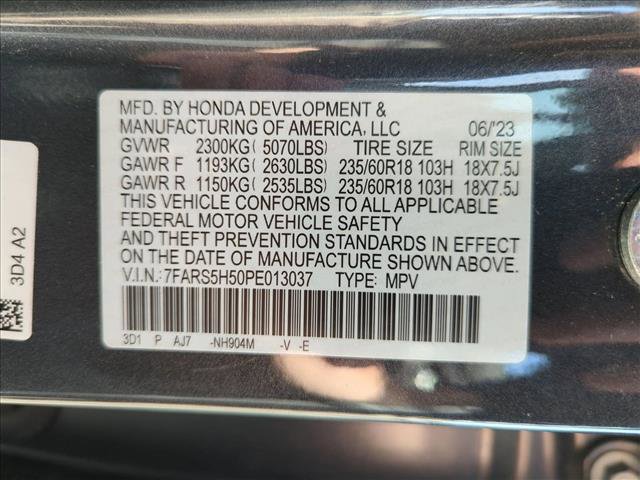 MFD. BY HONDA DEVELOPMENT &
MANUFACTURING OF AMERICA, LLC 06/'23
GVWR 2300KG( 5070LBS) TIRE SIZE RIM SIZE
GAWR F 1193KG( 2630LBS) 235/60R18 103H 18X7.5J
GAWR R 1150KG( 2535LBS) 235/60R18 103H 18X7.5J
THIS VEHICLE CONFORMS TO ALL APPLICABLE
FEDERAL MOTOR VEHICLE SAFETY
AND THEFT PREVENTION STANDARDS IN EFFECT
ON THE DATE OF MANUFACTURE SHOWN ABOVE.
V.I.N.:7FARS5H50PE013037 TYPE: MPV
3D1 P AJ7 -NH904M -V -E
3D4 A2